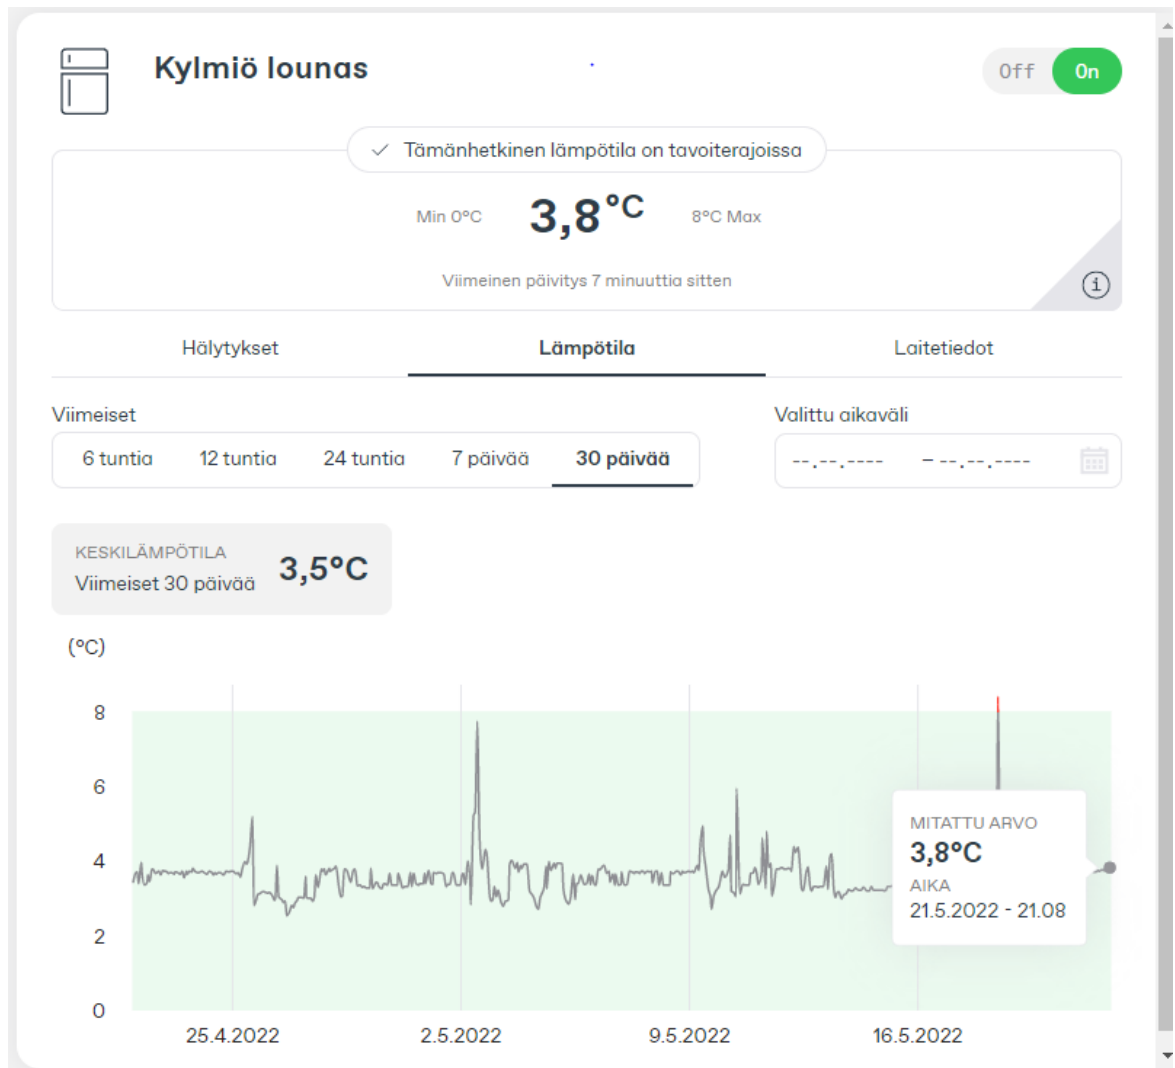 Kylmiö lounas
Off On
Tämänhetkinen lämpötila on tavoiterajoissa
Min 0°C 3,8°C 8°C Max
Viimeinen päivitys 7 minuuttia sitten
Hälytykset Lämpötila Laitetiedot
Viimeiset Valittu aikaväli
6 tuntia 12 tuntia 24 tuntia 7 päivää 30 päivää --.--.---- – --.--.----
KESKILÄMPÖTILA
Viimeiset 30 päivää 3,5°C
(°C)
8
6
4
2
0
MITATTU ARVO
3,8°C
AIKA
21.5.2022 - 21.08
25.4.2022 2.5.2022 9.5.2022 16.5.2022